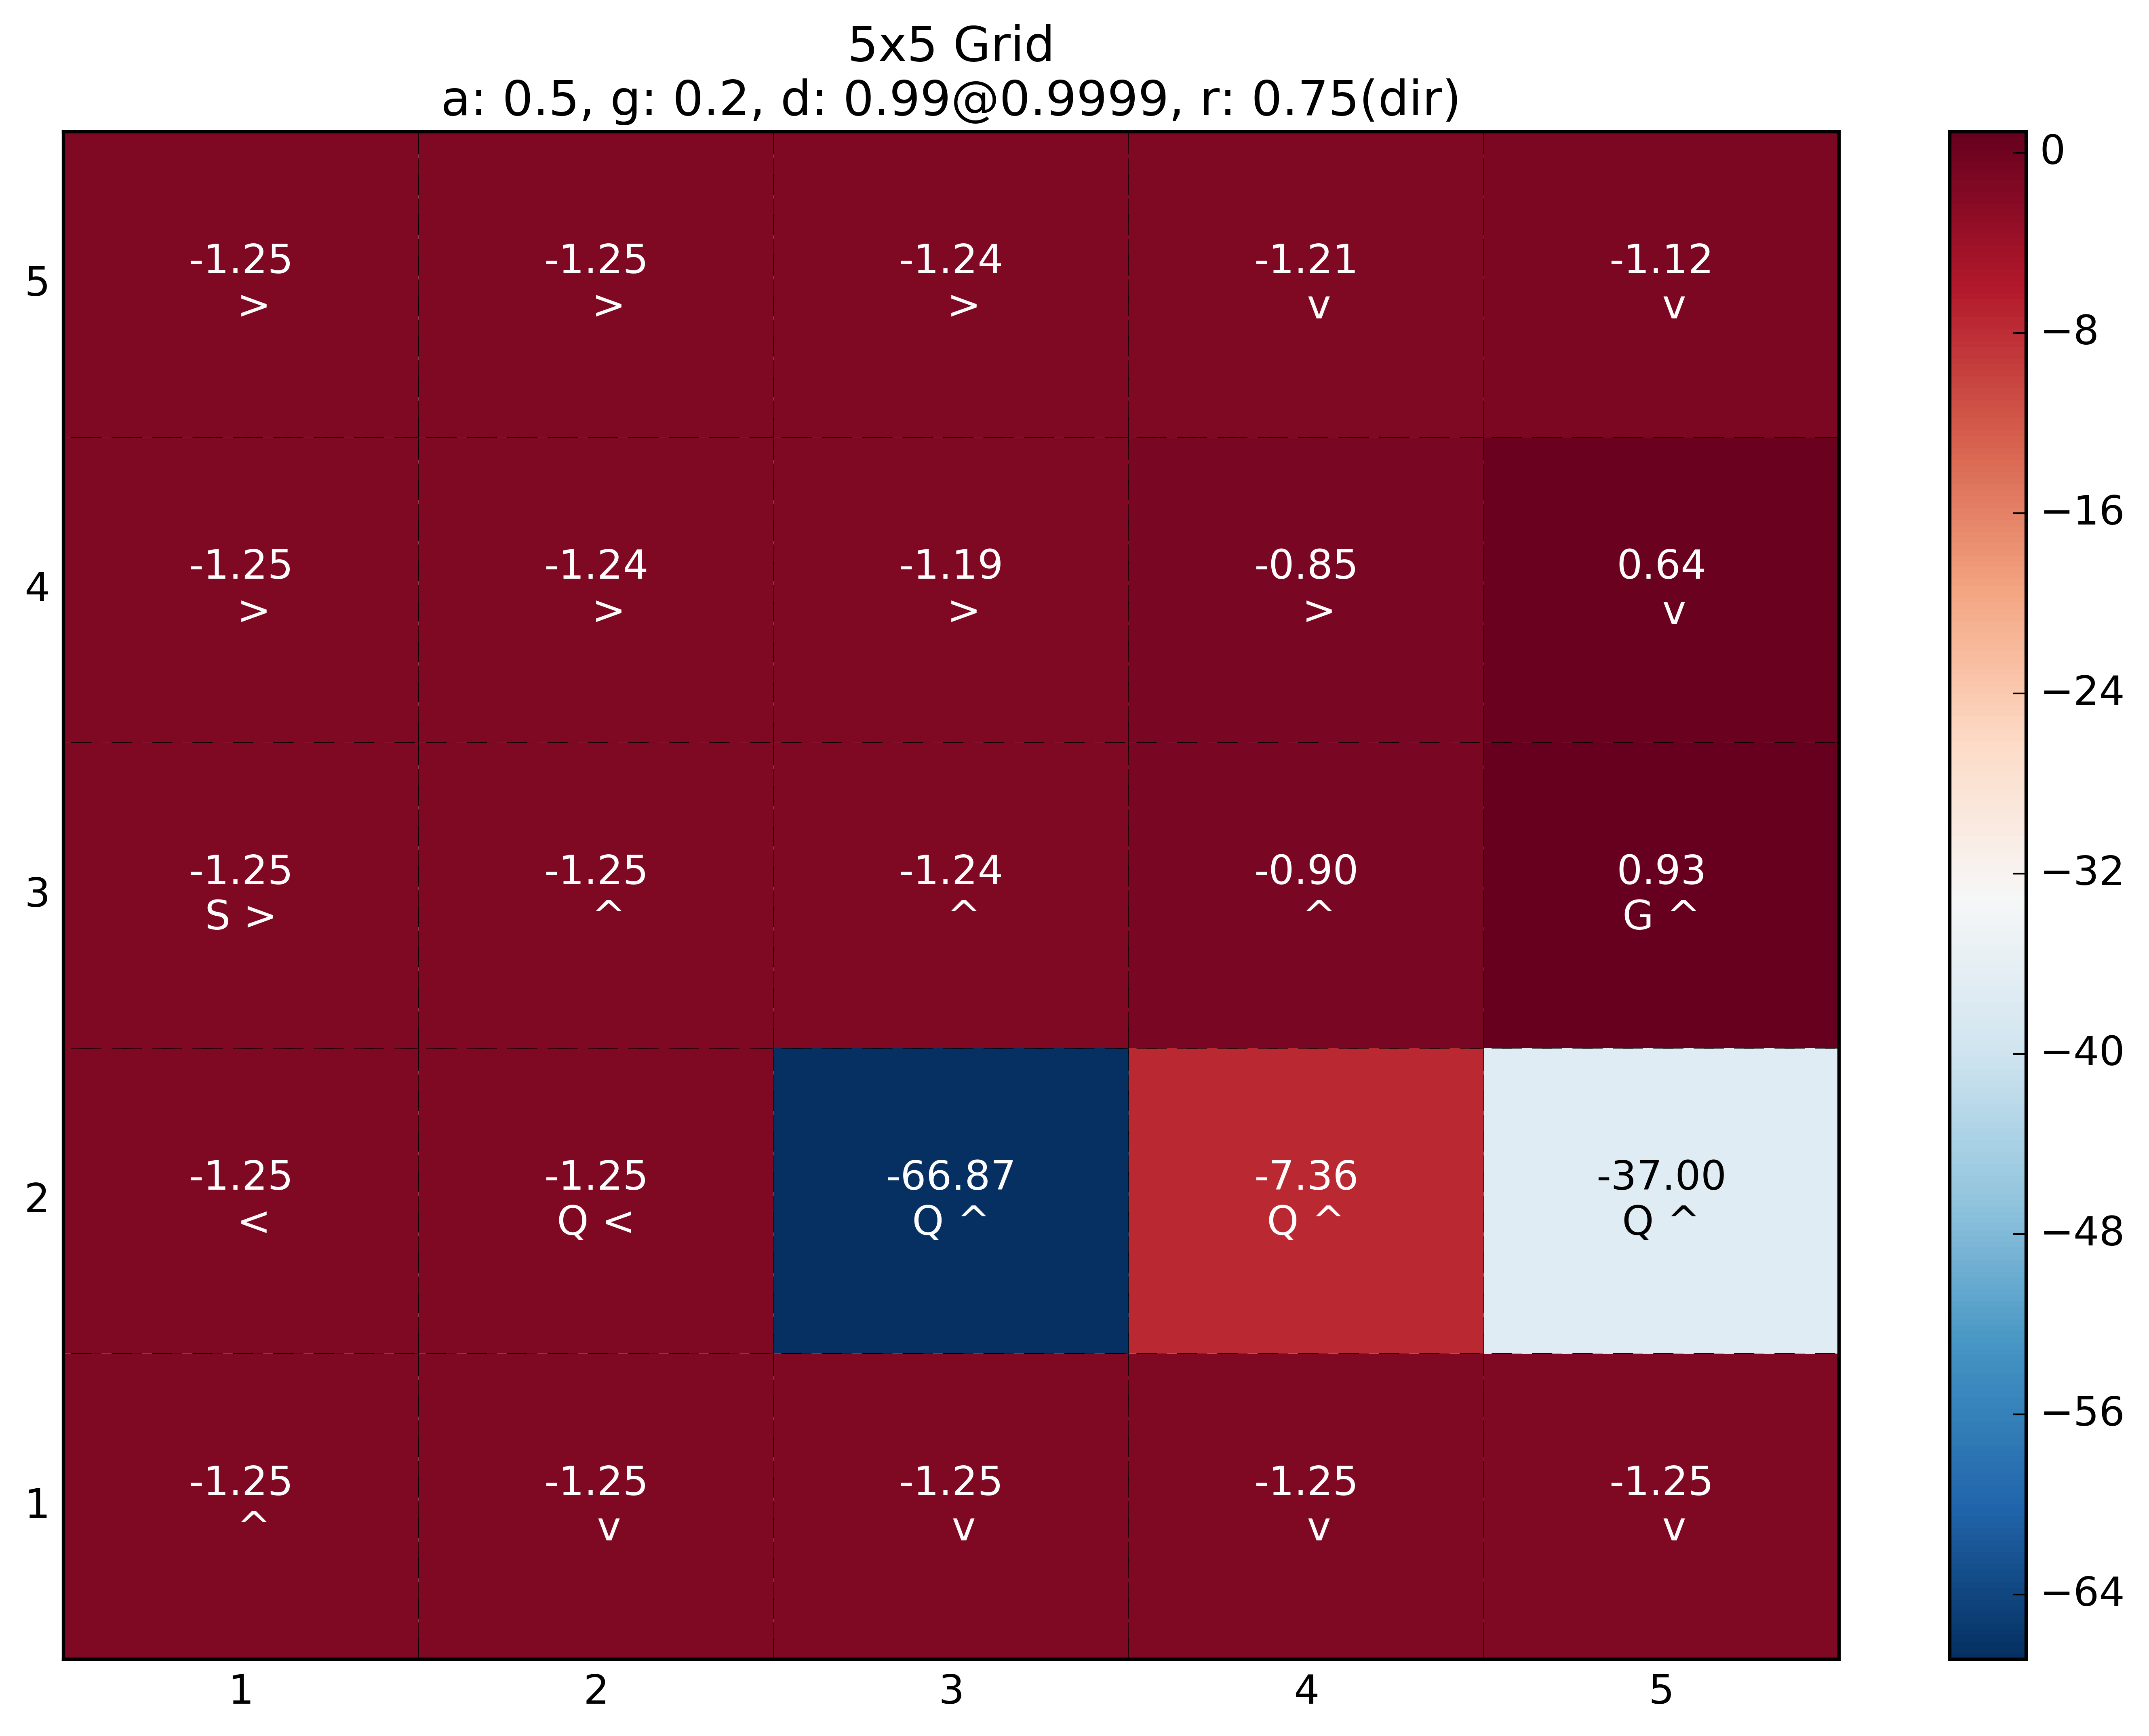 5x5 Grid
a: 0.5, g: 0.2, d: 0.99@0.9999, r: 0.75(dir)
5
-1.25 -1.25 -1.24 -1.21 -1.12
> > > v v
4
-1.25 -1.24 -1.19 -0.85 0.64
> > > > v
3
-1.25 -1.25 -1.24 -0.90 0.93
S > ^ ^ ^ G ^
2
-1.25 -1.25 -66.87 -7.36 -37.00
< Q < Q ^ Q ^ Q ^
1
-1.25 -1.25 -1.25 -1.25 -1.25
^ v v v v
1 2 3 4 5
0
−8
−16
−24
−32
−40
−48
−56
−64